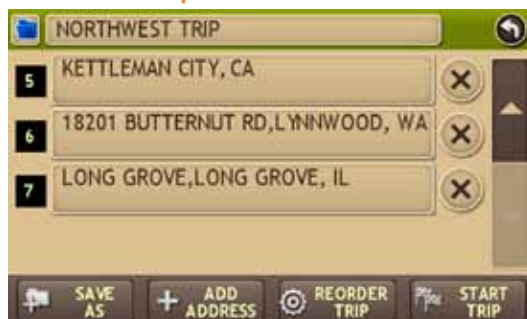 NORTHWEST TRIP
5 KETTLEMAN CITY, CA
6 18201 BUTTERNUT RD,LYNNWOOD, WA
7 LONG GROVE,LONG GROVE, IL
SAVE AS
ADD ADDRESS
REORDER TRIP
START TRIP